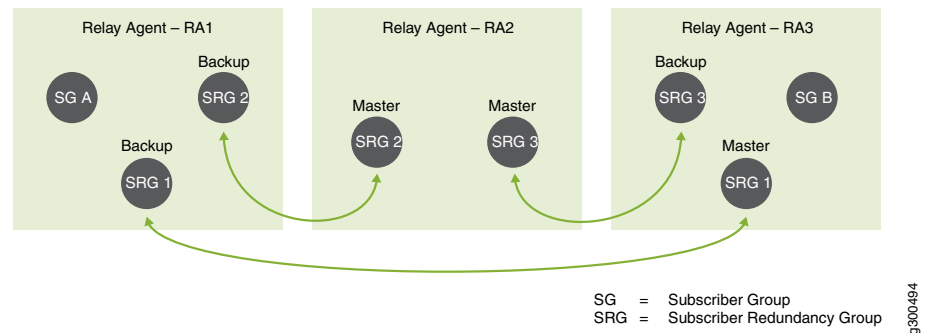 Relay Agent – RA1
Relay Agent – RA2
Relay Agent – RA3
Backup
Backup
SG A
SRG 2
SRG 3
SG B
Master
Master
SRG 2
SRG 3
Backup
Master
SRG 1
SRG 1
SG = Subscriber Group
SRG = Subscriber Redundancy Group
g300494